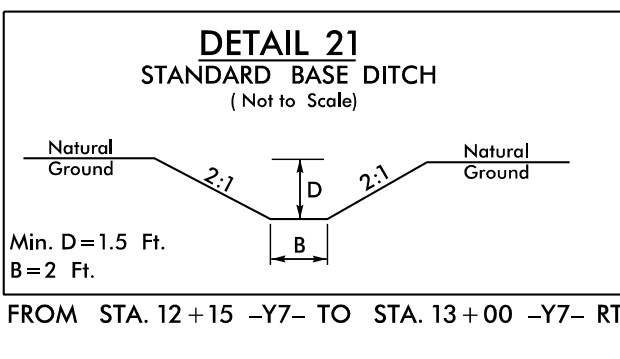 DETAIL 21
STANDARD BASE DITCH
( Not to Scale)
Natural
Ground
2:1
D
2:1
Natural
Ground
B
Min. D=1.5 Ft.
B=2 Ft.
FROM STA. 12+15 -Y7- TO STA. 13+00 -Y7- RT